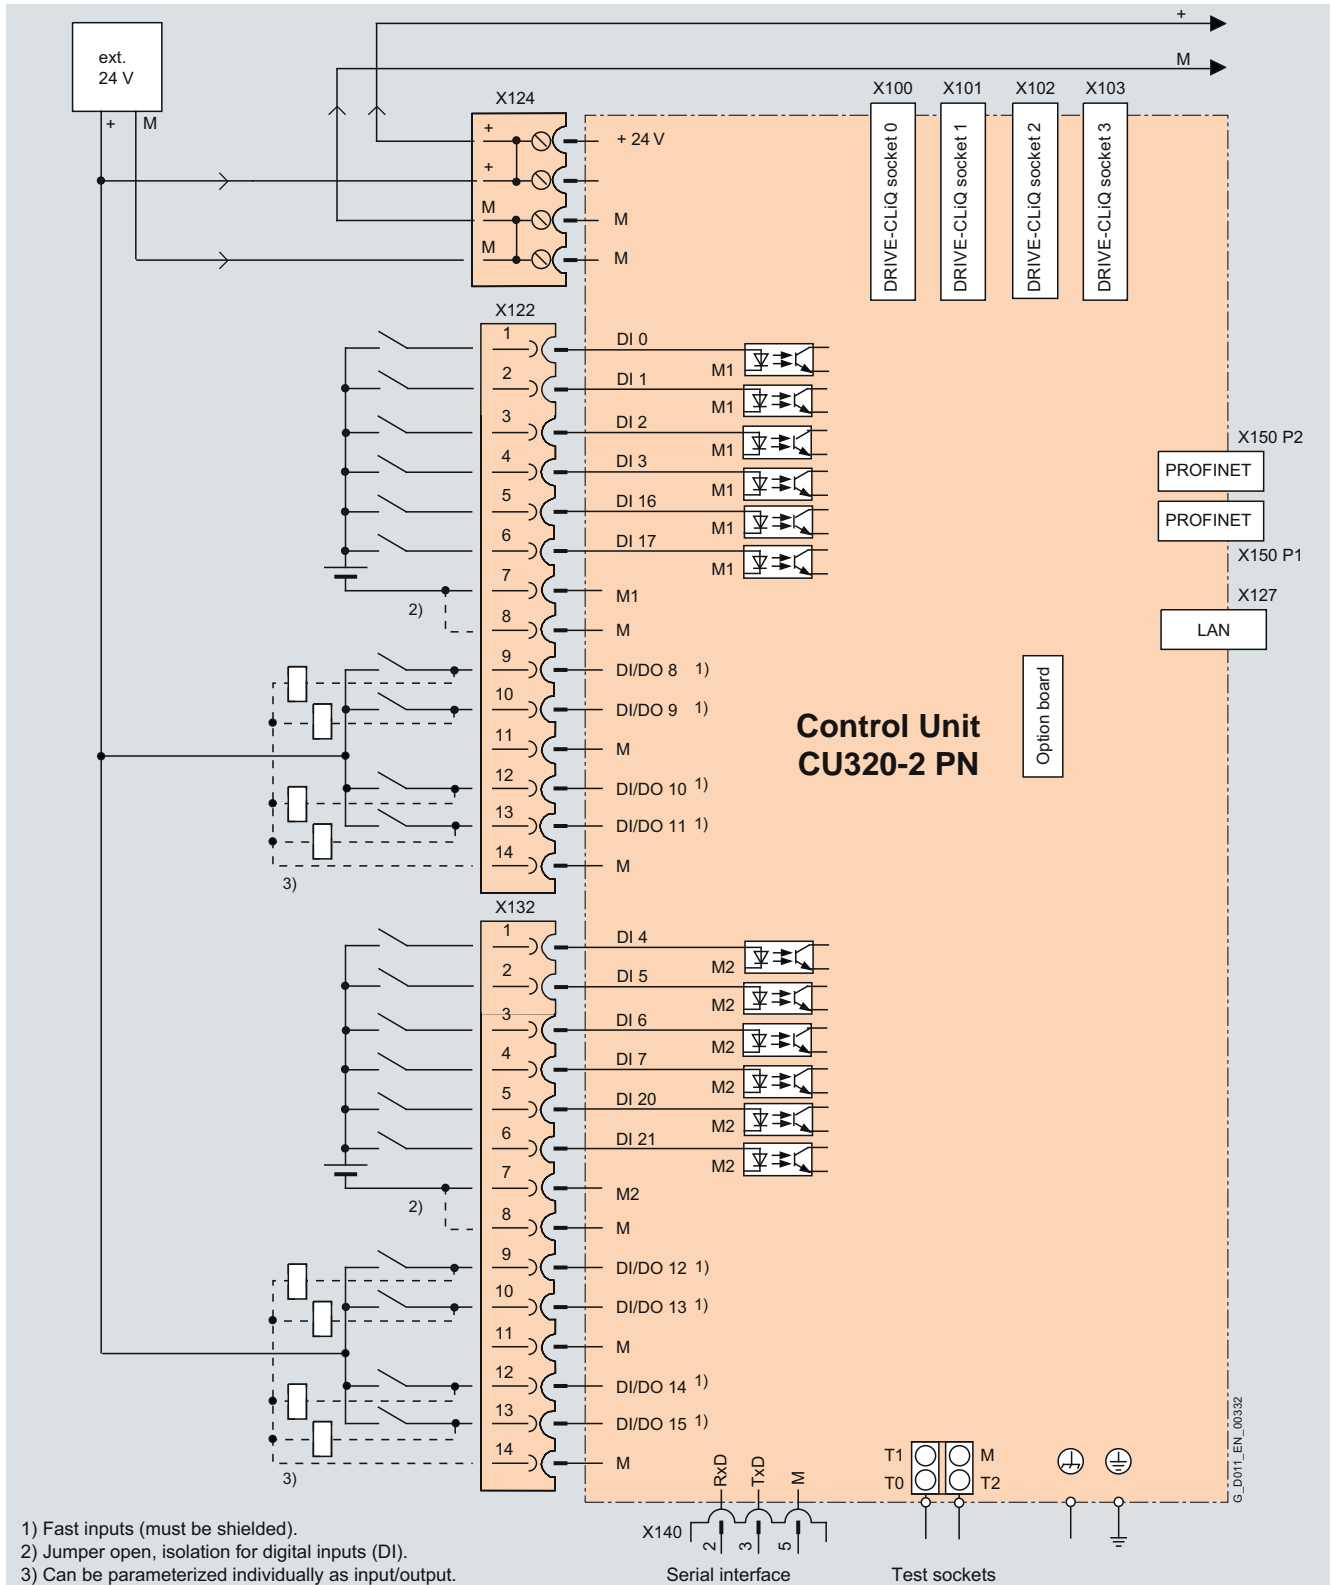 +
M
ext.
24 V
+ M
X124
X100 X101 X102 X103
DRIVE-CLiQ socket 0
DRIVE-CLiQ socket 1
DRIVE-CLiQ socket 2
DRIVE-CLiQ socket 3
+ + 24 V
+
M M
M M
X122
1 DI 0 M1
2 DI 1 M1
3 DI 2 M1
4 DI 3 M1
5 DI 16 M1
6 DI 17 M1
7 M1
2)
8 M
9 DI/DO 8 1)
10 DI/DO 9 1)
11 M
12 DI/DO 10 1)
13 DI/DO 11 1)
14 M
3)
X150 P2
PROFINET
PROFINET
X150 P1
X127
LAN
Option board
Control Unit
CU320-2 PN
X132
1 DI 4 M2
2 DI 5 M2
3 DI 6 M2
4 DI 7 M2
5 DI 20 M2
6 DI 21 M2
7 M2
2)
8 M
9 DI/DO 12 1)
10 DI/DO 13 1)
11 M
12 DI/DO 14 1)
13 DI/DO 15 1)
14 M
3)
RxD TxD M
X140 2 3 5
Serial interface
T1 M
T0 T2
Test sockets
G_D011_EN_00332
1) Fast inputs (must be shielded).
2) Jumper open, isolation for digital inputs (DI).
3) Can be parameterized individually as input/output.